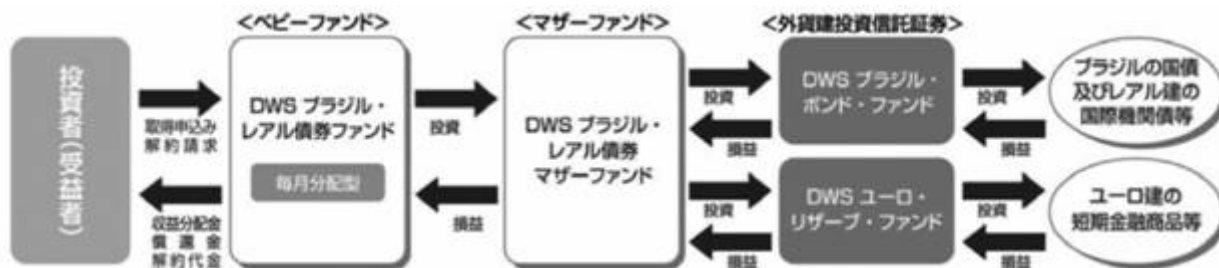 <ベビーファンド>
<マザーファンド>
<外貨建投資信託証券>
投資者(受益者)
取得申込み
解約請求
収益分配金
償還金
解約代金
DWS ブラジル・
レアル債券ファンド
毎月分配型
投資
損益
DWS ブラジル・
レアル債券
マザーファンド
投資
損益
投資
損益
DWS ブラジル・
ボンド・ファンド
DWS ユーロ・
リザーブ・ファンド
投資
損益
投資
損益
ブラジルの国債
及びレアル建の
国際機関債等
ユーロ建の
短期金融商品等